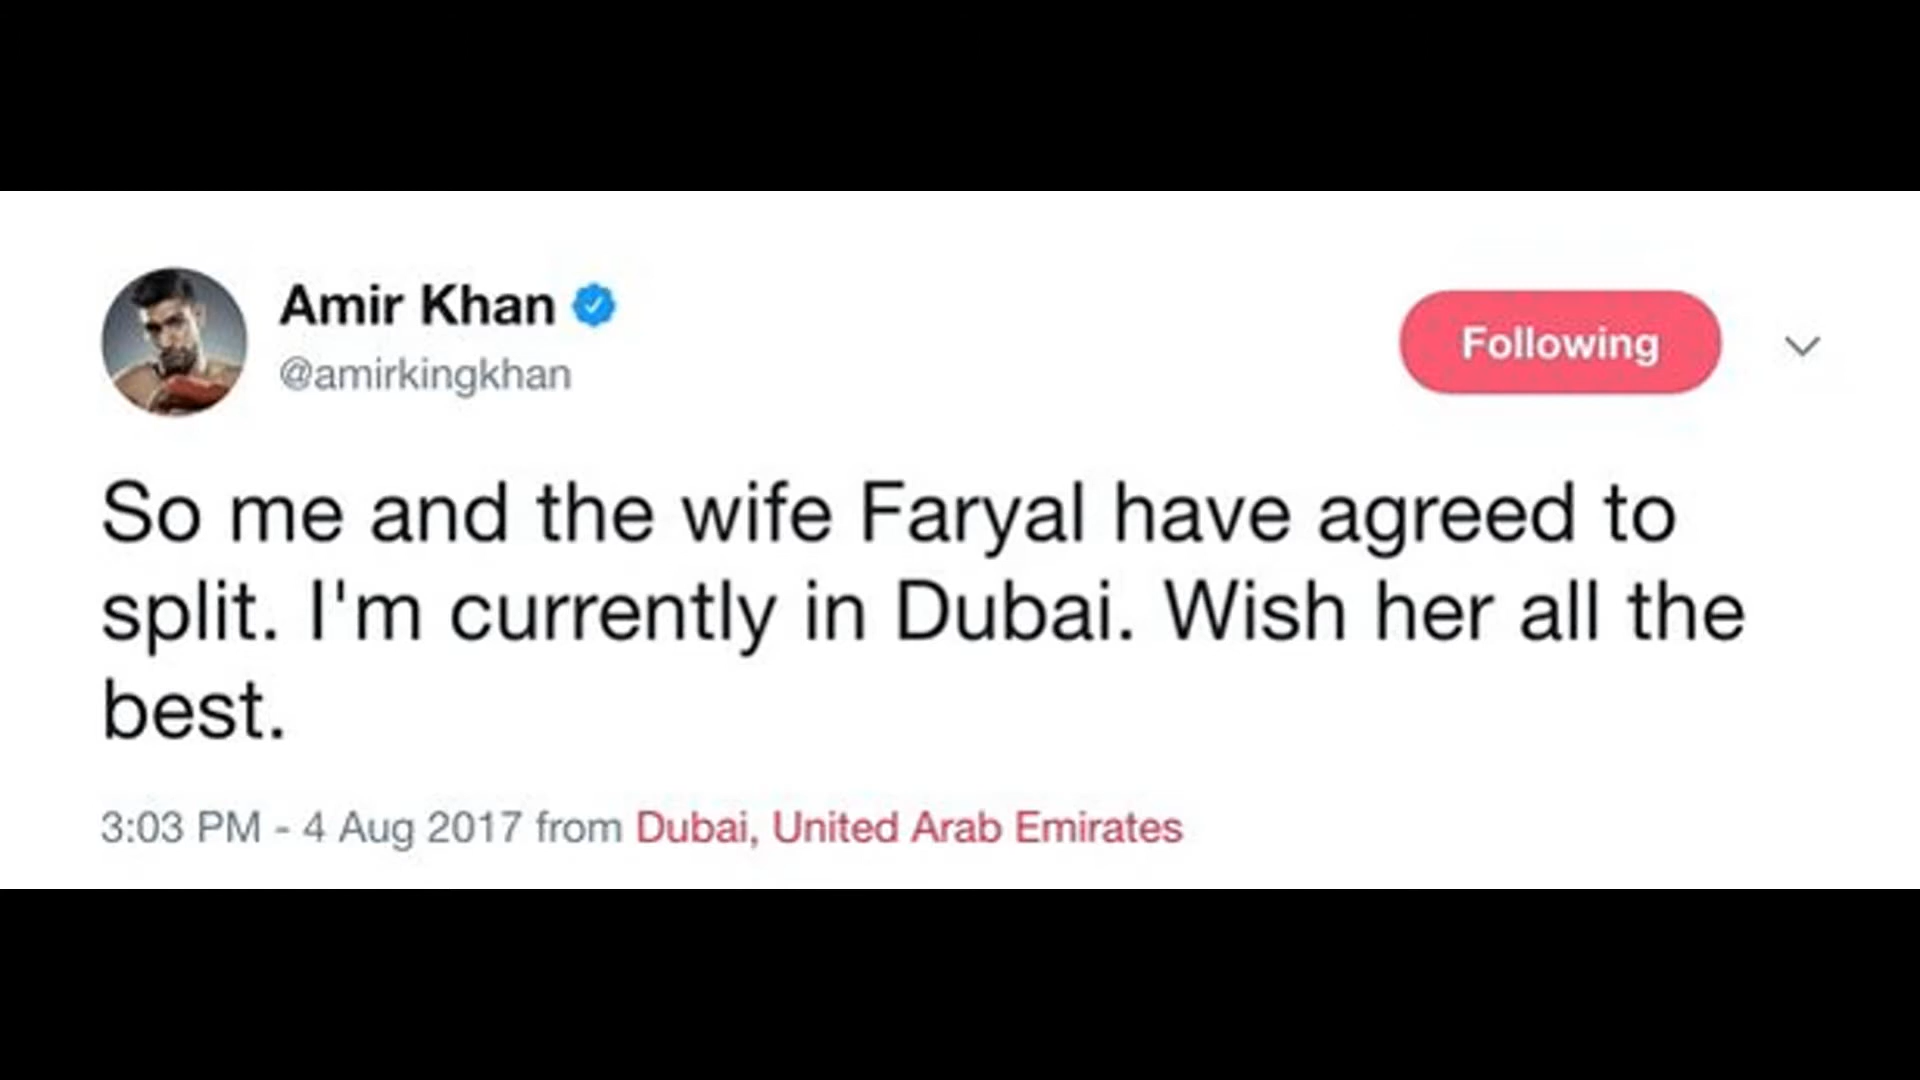 Amir Khan
@amirkingkhan
Following
So me and the wife Faryal have agreed to
split. I'm currently in Dubai. Wish her all the
best.
3:03 PM - 4 Aug 2017 from Dubai, United Arab Emirates